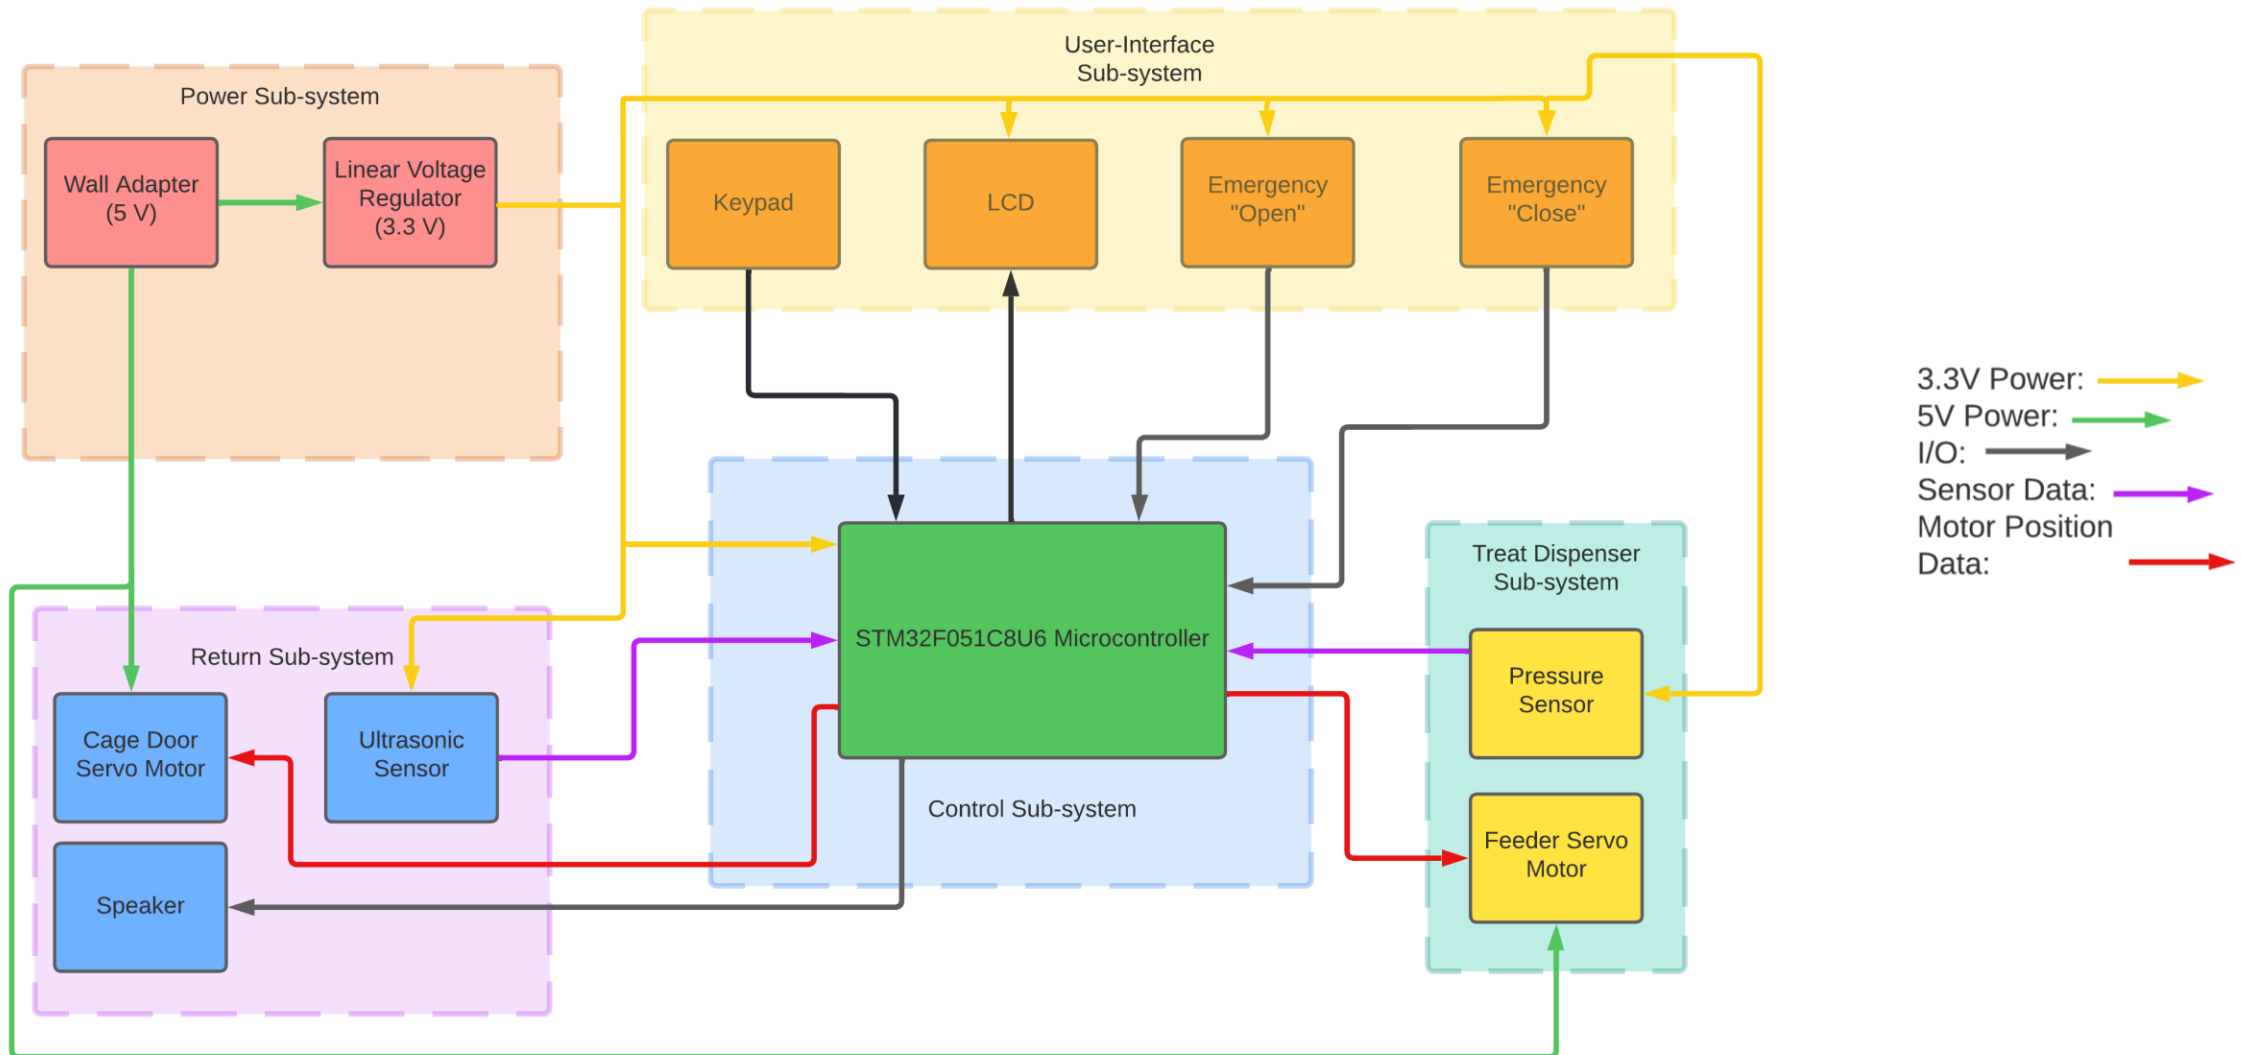 User-Interface
Sub-system
Power Sub-system
Wall Adapter
(5 V)
Linear Voltage
Regulator
(3.3 V)
Keypad
LCD
Emergency
"Open"
Emergency
"Close"
3.3V Power:
5V Power:
I/O:
Sensor Data:
Motor Position
Data:
Treat Dispenser
Sub-system
STM32F051C8U6 Microcontroller
Return Sub-system
Pressure
Sensor
Cage Door
Servo Motor
Ultrasonic
Sensor
Control Sub-system
Feeder Servo
Motor
Speaker